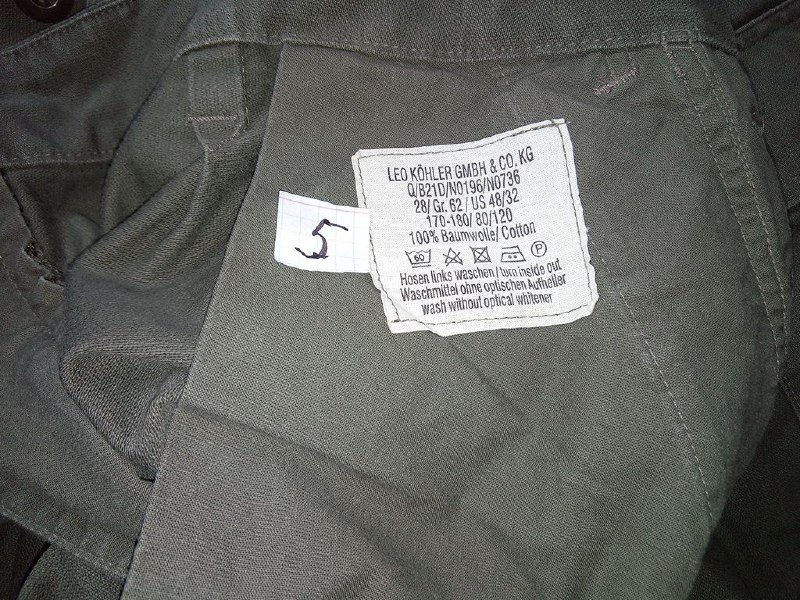 LEO KÖHLER GMBH & CO. KG
Q/B21D/N0196/N0736
28/ Gr. 62 / US 48/32
170-180/ 80/120
100% Baumwolle/ Cotton
60 P
Hosen links waschen / turn inside out
Waschmittel ohne optischen Aufheller
wash without optical whitener
5